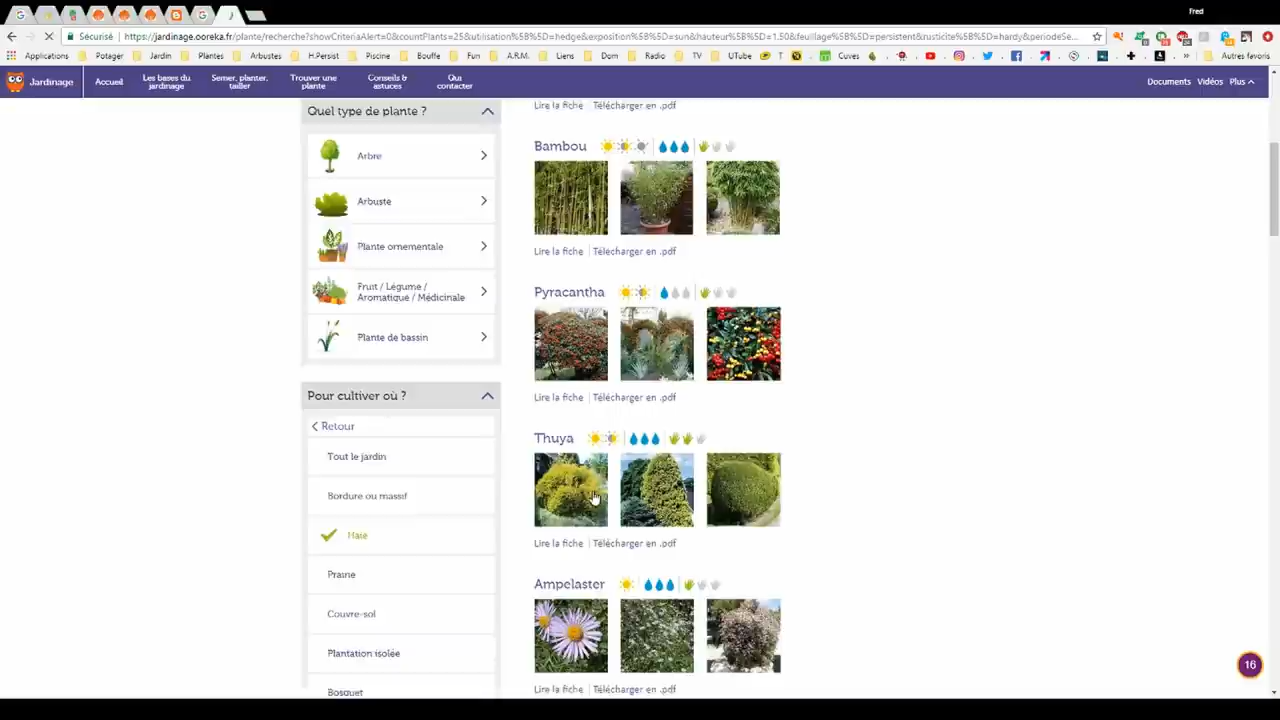 Fred
Sécurisé | https://jardinage.ooreka.fr/plante/recherche?showCriteriaAlert=0&countPlants=25&utilisation%5B%5D=hedge&exposition%5B%5D=sun&hauteur%5B%5D=1.50&feuillage%5B%5D=persistent&rusticite%5B%5D=hardy&periodeSe...
Applications Potager Jardin Plantes Arbustes H.Persist Piscine Bouffe Fun A.R.M. Liens Dom Radio TV UTube Cuves Autres favoris
Jardinage Accueil Les bases du jardinage Semer, planter, tailler Trouver une plante Conseils & astuces Qui contacter Documents Vidéos Plus
Quel type de plante ?
Arbre
Arbuste
Plante ornementale
Fruit / Légume /
Aromatique / Médicinale
Plante de bassin
Pour cultiver où ?
Retour
Tout le jardin
Bordure ou massif
Haie
Prairie
Couvre-sol
Plantation isolée
Bosquet
Lire la fiche | Télécharger en .pdf
Bambou
Lire la fiche | Télécharger en .pdf
Pyracantha
Lire la fiche | Télécharger en .pdf
Thuya
Lire la fiche | Télécharger en .pdf
Ampelaster
Lire la fiche | Télécharger en .pdf
16